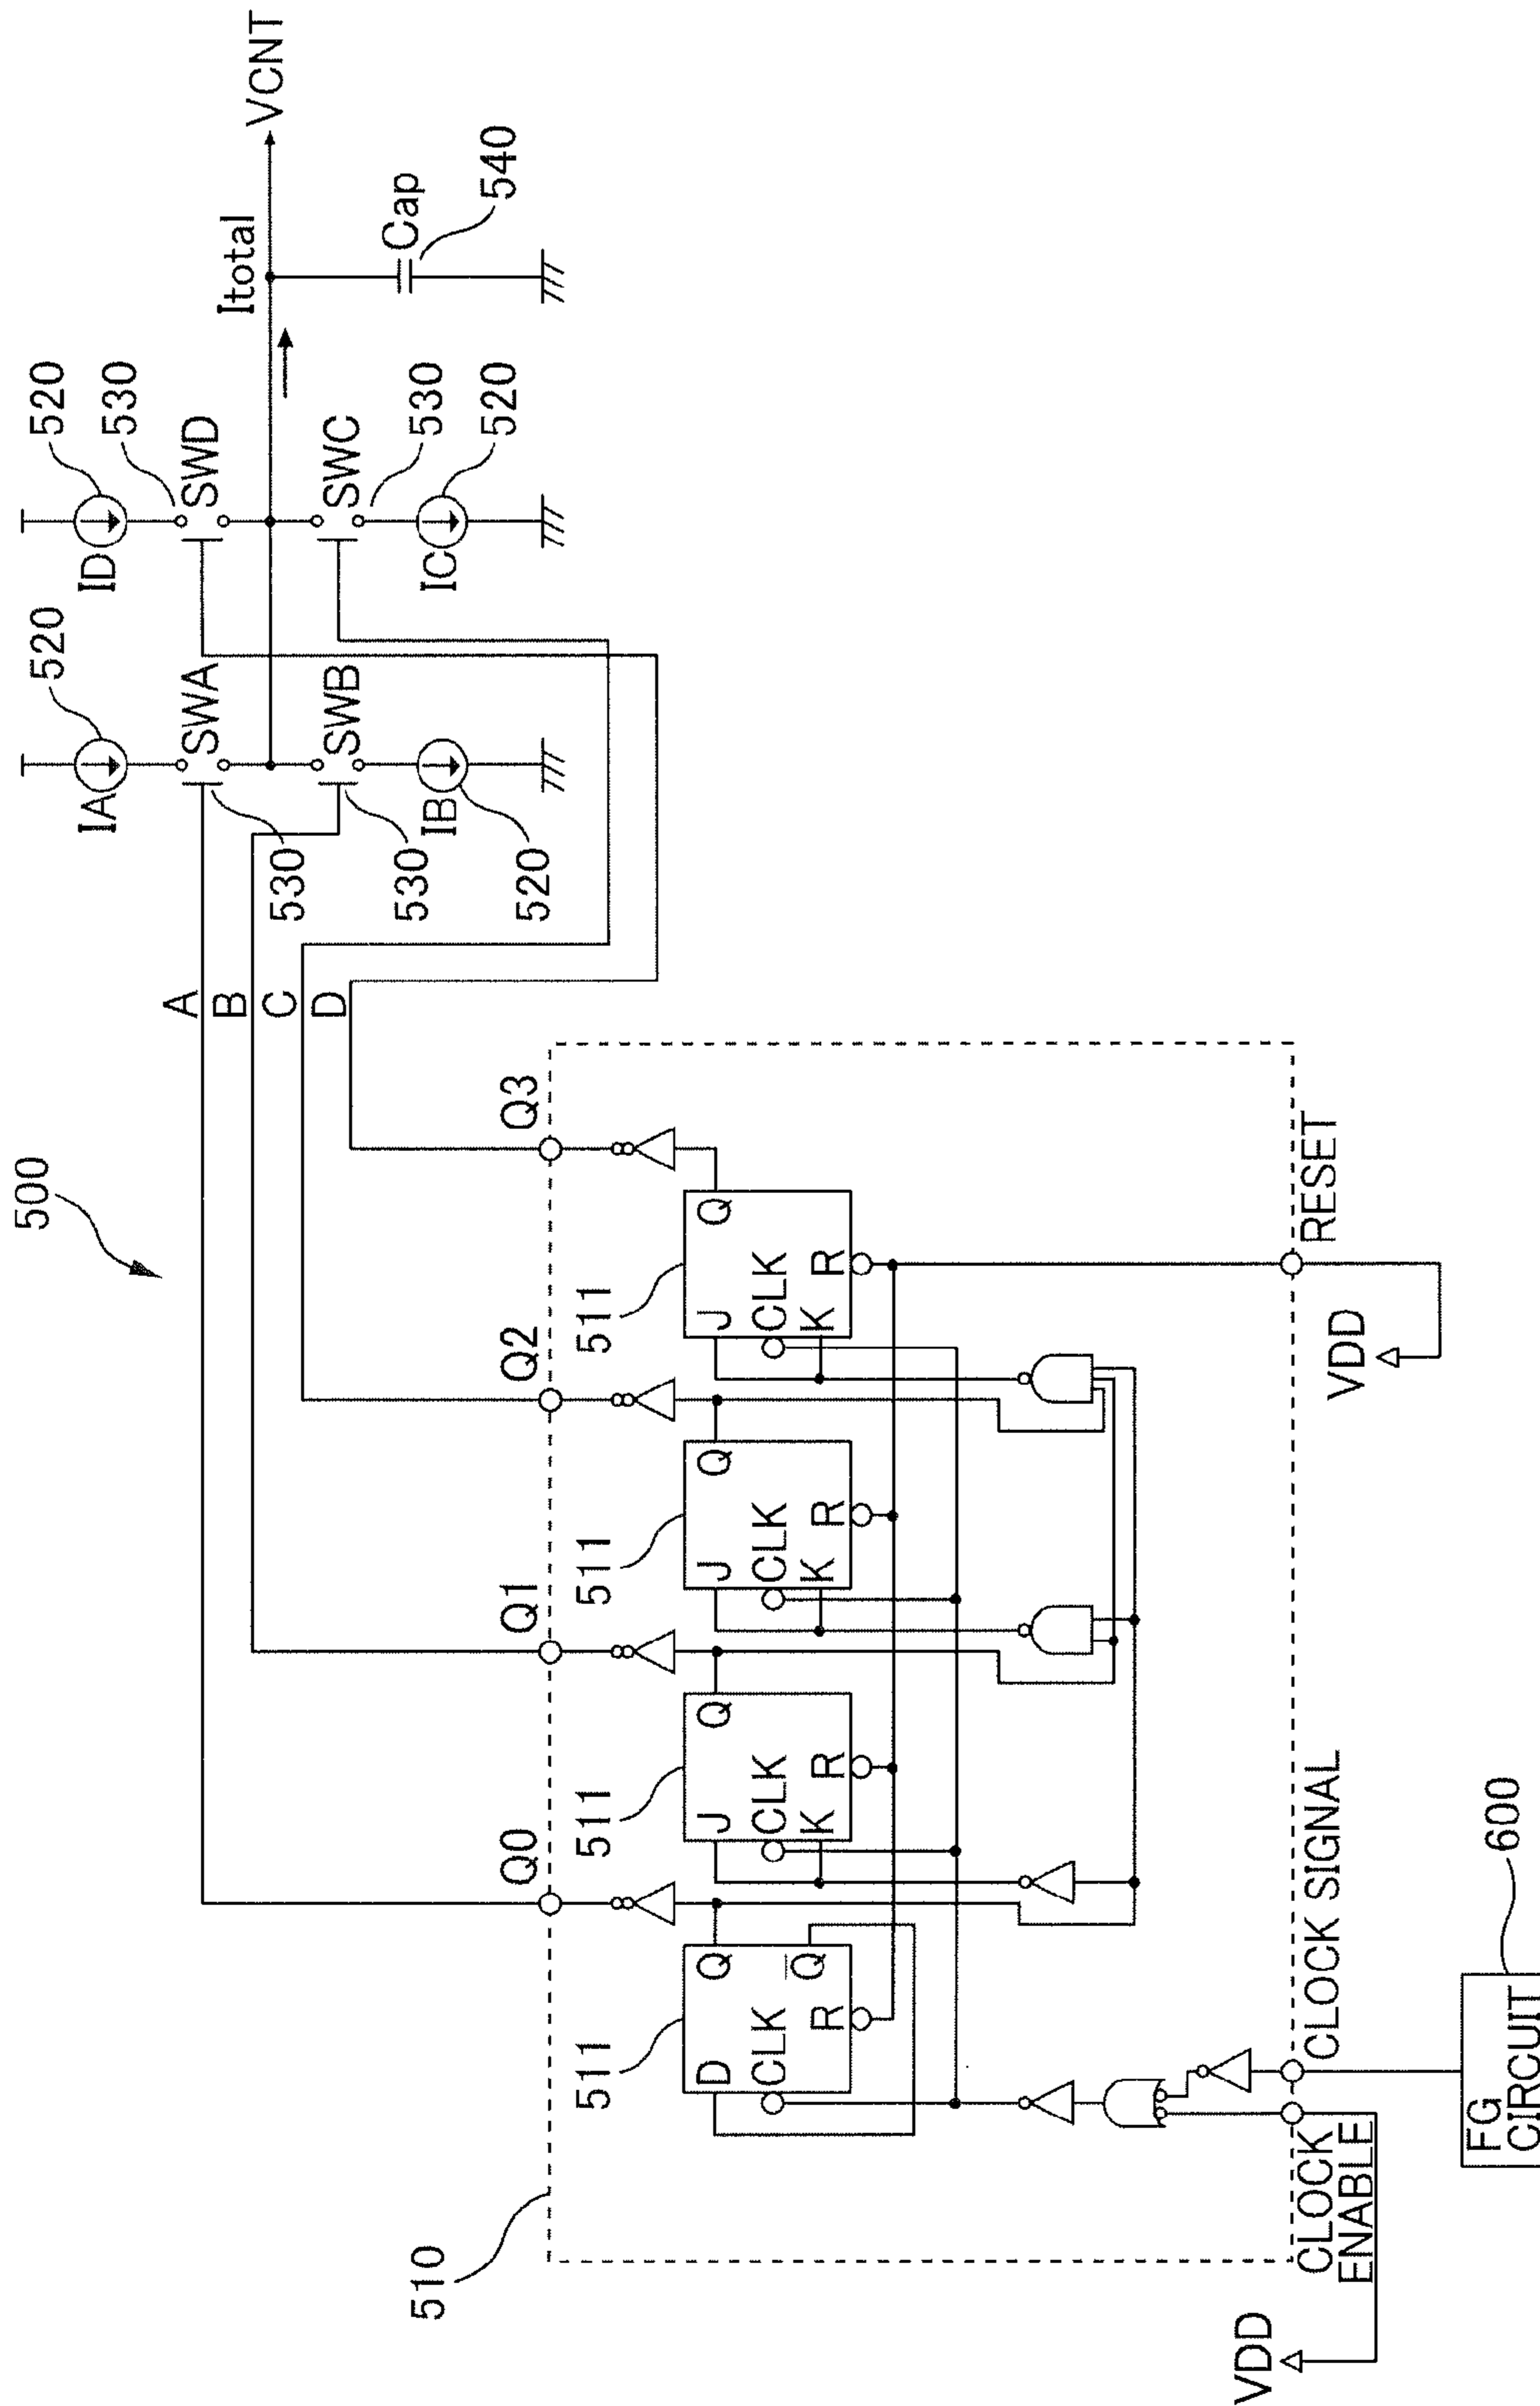 500
A
B
C
D
IA
520
SWA
530
SWB
530
IB
520
ID
520
530
SWD
SWC
530
IC
520
Itotal
VCNT
Cap
540
510
Q0
Q1
Q2
Q3
511
D
CLK
R
Q
Q̅
511
J
CLK
K
R
Q
511
J
CLK
K
R
Q
511
J
CLK
K
R
Q
CLOCK
ENABLE
VDD
CLOCK SIGNAL
RESET
VDD
FG
CIRCUIT
600